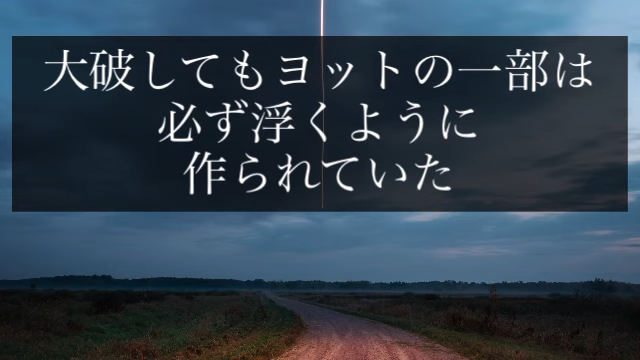 大破してもヨットの一部は
必ず浮くように
作られていた